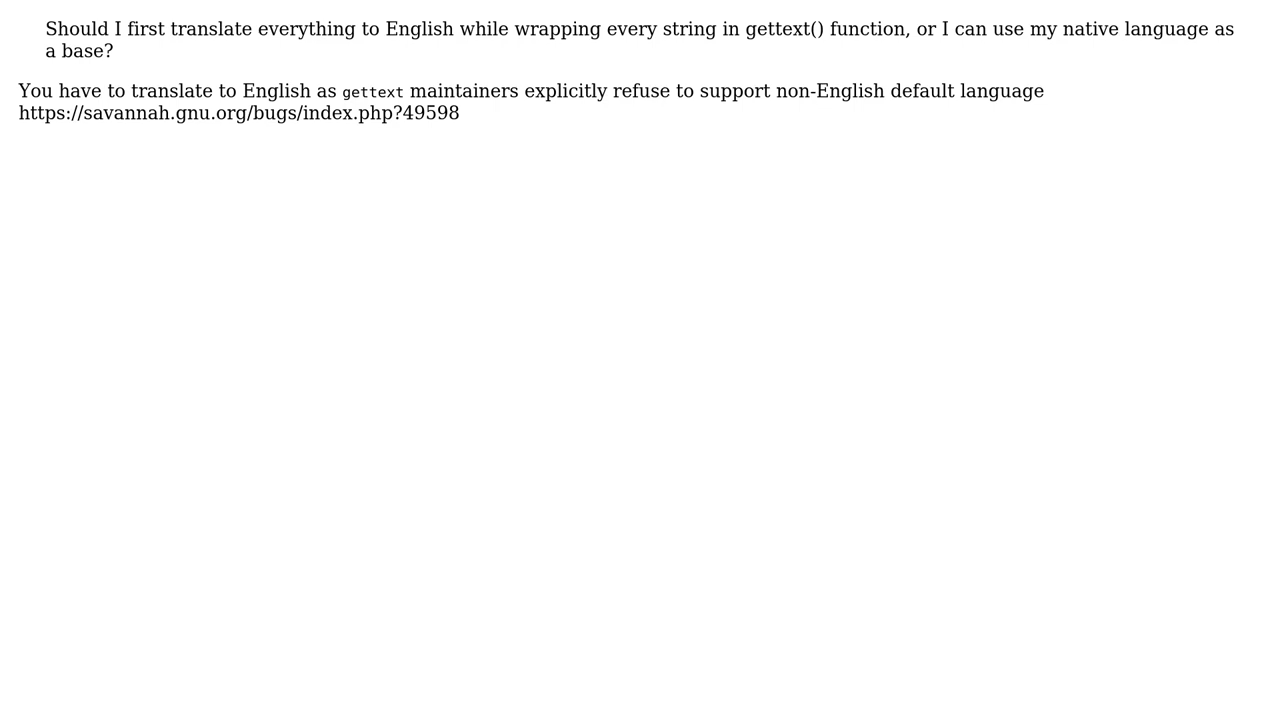 Should I first translate everything to English while wrapping every string in gettext() function, or I can use my native language as
a base?
You have to translate to English as gettext maintainers explicitly refuse to support non-English default language
https://savannah.gnu.org/bugs/index.php?49598